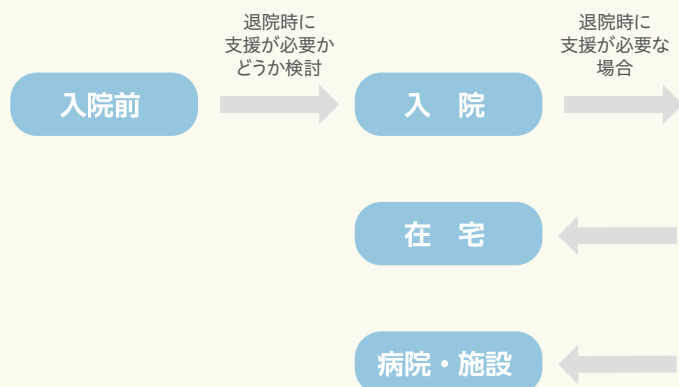 退院時に
支援が必要か
どうか検討
退院時に
支援が必要な
場合
入院前
入　院
在　宅
病院・施設